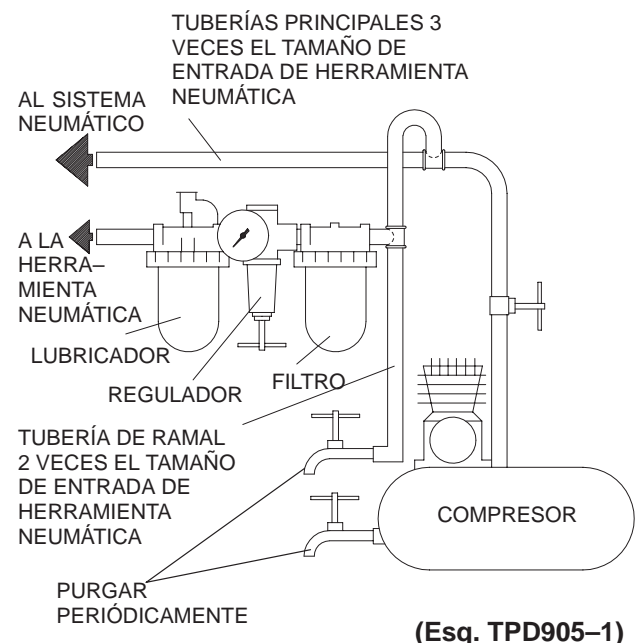 TUBERÍAS PRINCIPALES 3
VECES EL TAMAÑO DE
ENTRADA DE HERRAMIENTA
NEUMÁTICA
AL SISTEMA
NEUMÁTICO
A LA
HERRA–
MIENTA
NEUMÁTICA
LUBRICADOR
REGULADOR
FILTRO
TUBERÍA DE RAMAL
2 VECES EL TAMAÑO
DE ENTRADA DE
HERRAMIENTA
NEUMÁTICA
COMPRESOR
PURGAR
PERIÓDICAMENTE
(Esq. TPD905–1)